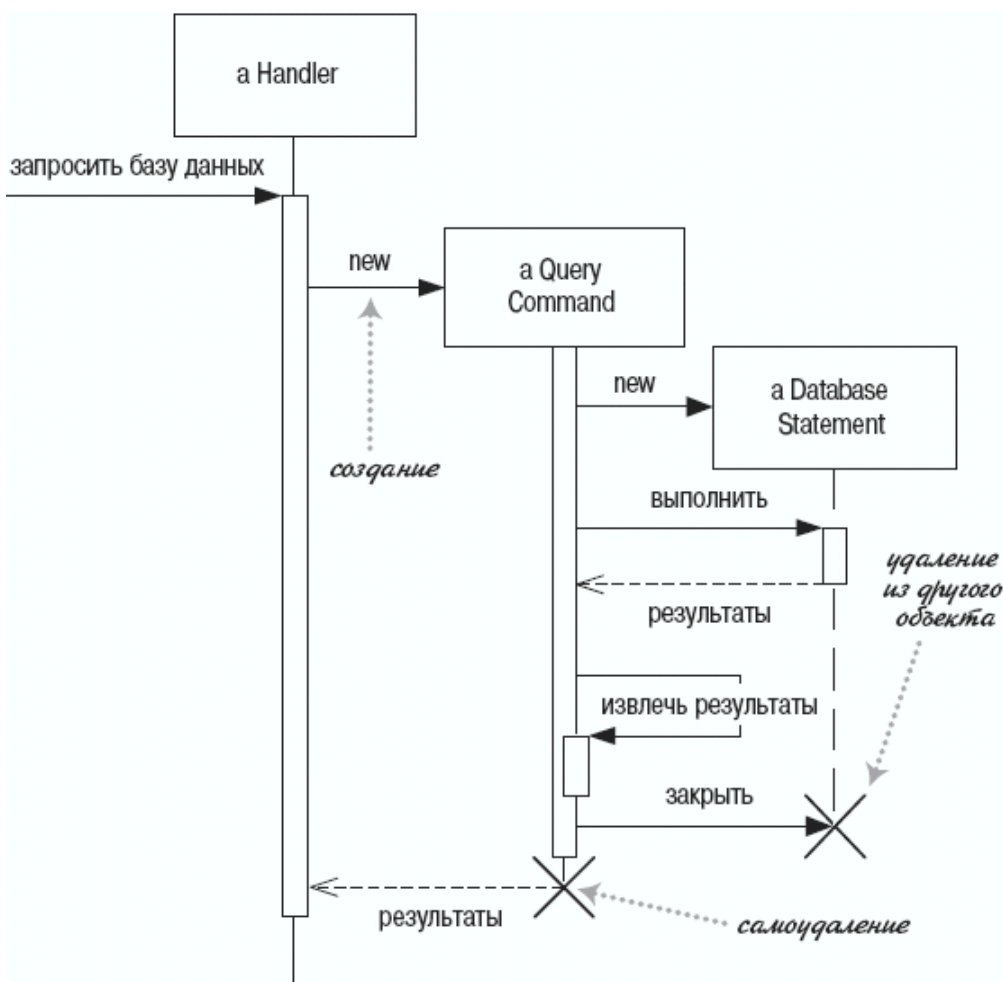 a Handler
запросить базу данных
new
a Query
Command
new
a Database
Statement
создание
выполнить
удаление
из другого
объекта
результаты
извлечь результаты
закрыть
результаты
самоудаление